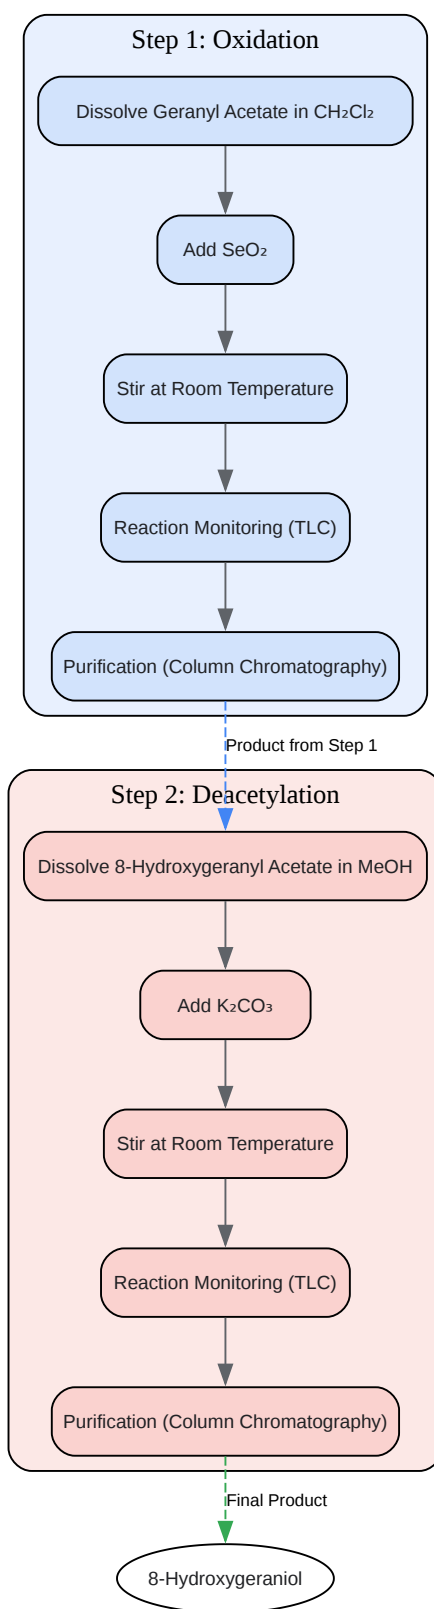 Step 1: Oxidation
Dissolve Geranyl Acetate in CH₂Cl₂
Add SeO₂
Stir at Room Temperature
Reaction Monitoring (TLC)
Purification (Column Chromatography)
Product from Step 1
Step 2: Deacetylation
Dissolve 8-Hydroxygeranyl Acetate in MeOH
Add K₂CO₃
Stir at Room Temperature
Reaction Monitoring (TLC)
Purification (Column Chromatography)
Final Product
8-Hydroxygeraniol